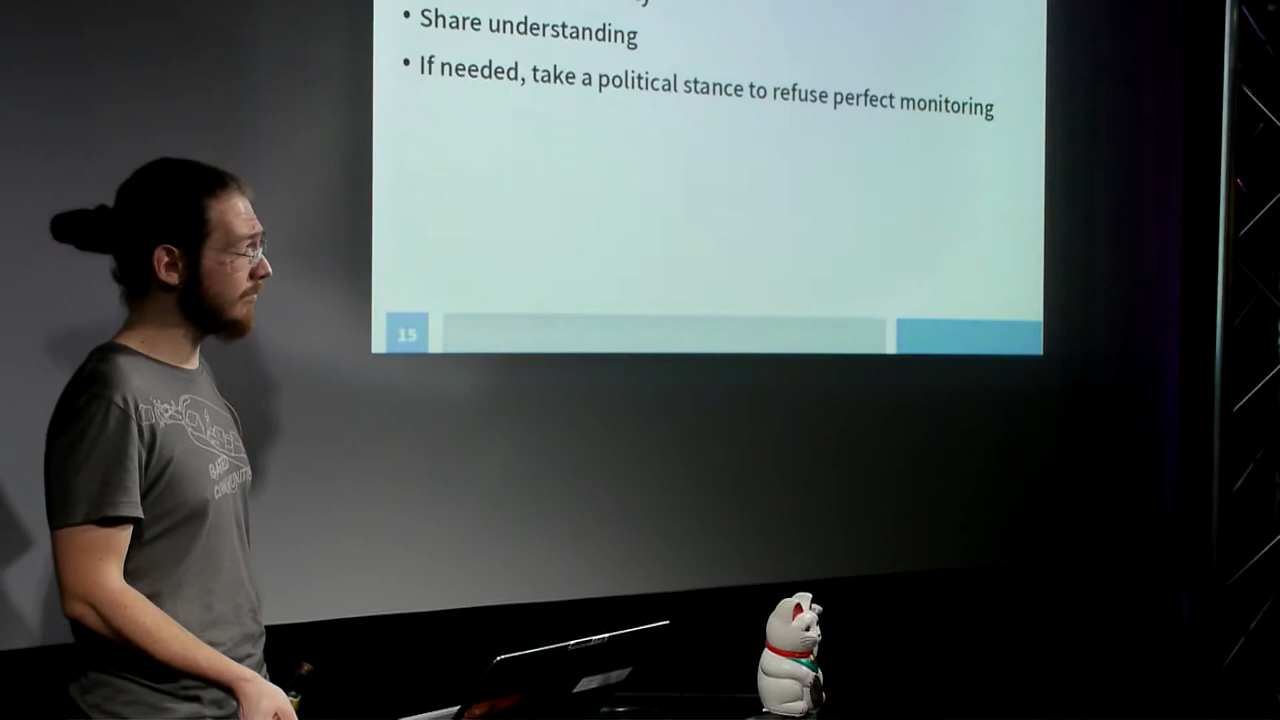 • Share understanding
• If needed, take a political stance to refuse perfect monitoring
15